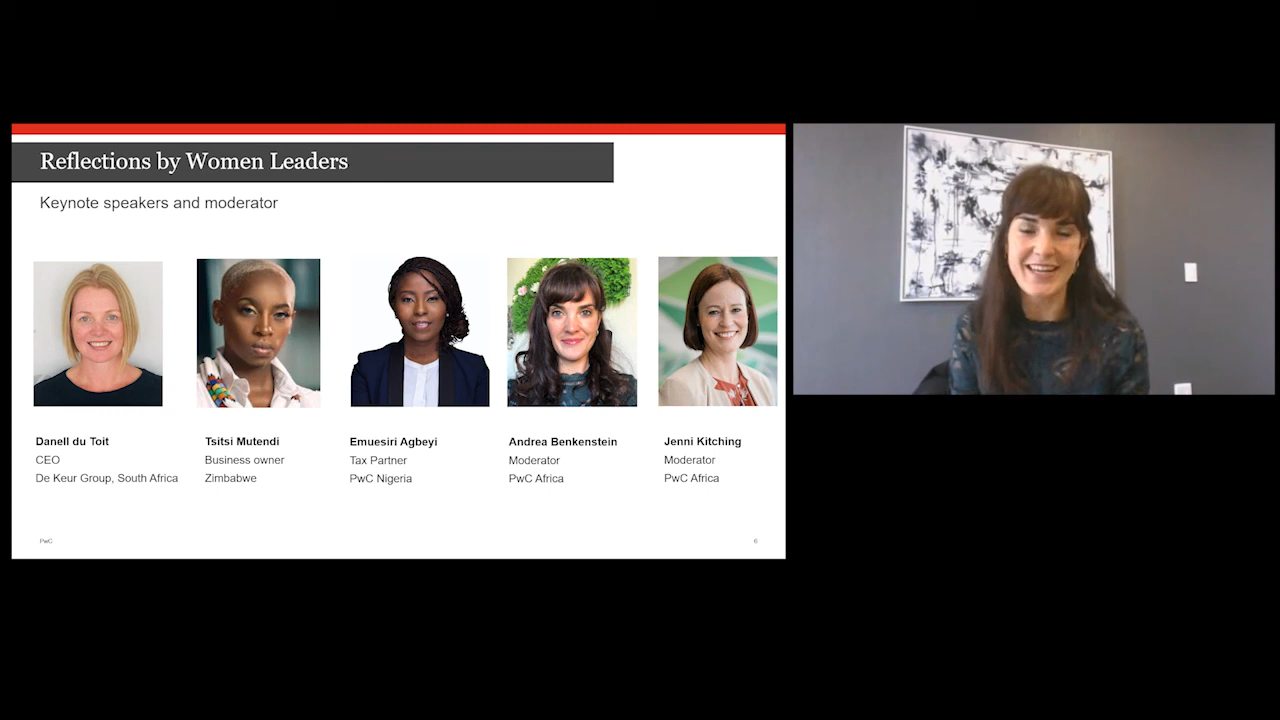 Reflections by Women Leaders
Keynote speakers and moderator
Danell du Toit
CEO
De Keur Group, South Africa
Tsitsi Mutendi
Business owner
Zimbabwe
Emuesiri Agbeyi
Tax Partner
PwC Nigeria
Andrea Benkenstein
Moderator
PwC Africa
Jenni Kitching
Moderator
PwC Africa
PwC
6